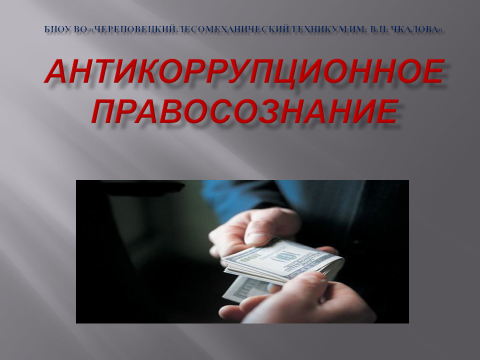 БПОУ ВО «ЧЕРЕПОВЕЦКИЙ ЛЕСОМЕХАНИЧЕСКИЙ ТЕХНИКУМ ИМ. В.П. ЧКАЛОВА»
АНТИКОРРУПЦИОННОЕ
ПРАВОСОЗНАНИЕ